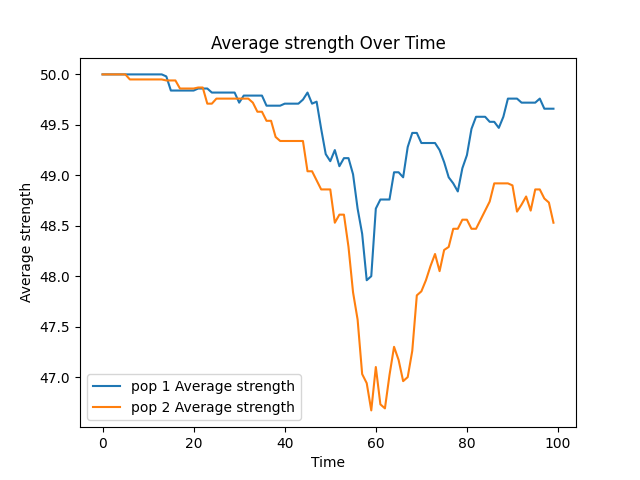 Average strength Over Time
Average strength
50.0
49.5
49.0
48.5
48.0
47.5
47.0
pop 1 Average strength
pop 2 Average strength
0 20 40 60 80 100
Time